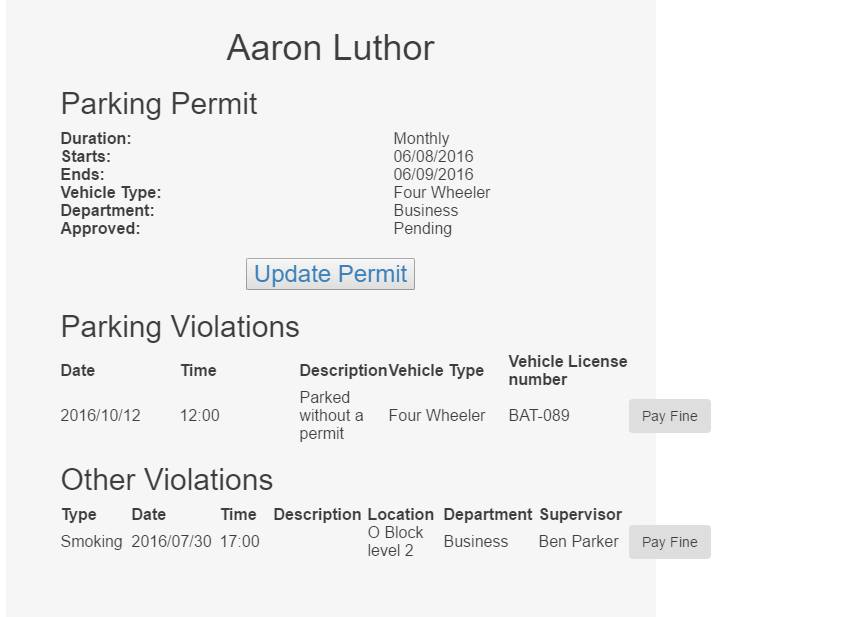 Aaron Luthor
Parking Permit
Duration: Monthly
Starts: 06/08/2016
Ends: 06/09/2016
Vehicle Type: Four Wheeler
Department: Business
Approved: Pending
Update Permit
Parking Violations
Date Time Description Vehicle Type Vehicle License number
2016/10/12 12:00 Parked without a permit Four Wheeler BAT-089 Pay Fine
Other Violations
Type Date Time Description Location Department Supervisor
Smoking 2016/07/30 17:00 O Block level 2 Business Ben Parker Pay Fine